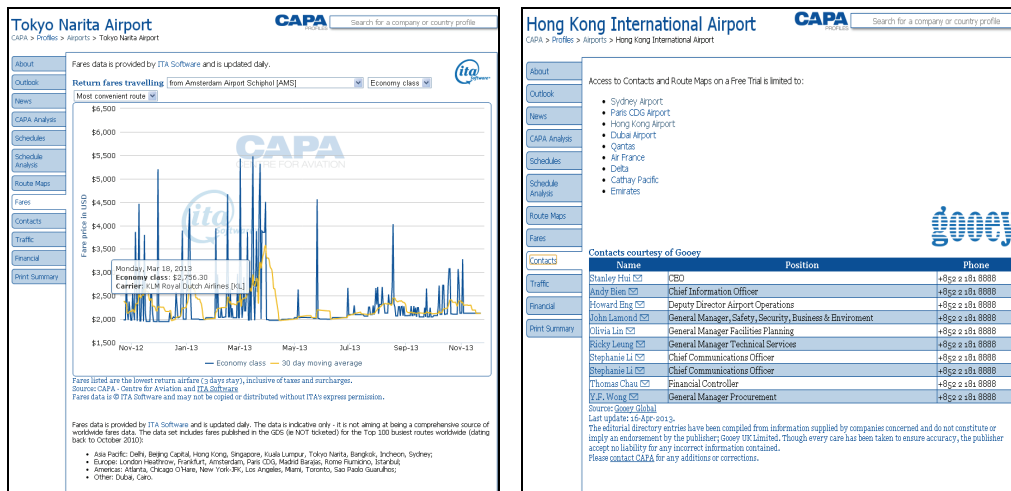 Tokyo Narita Airport
CAPA
PROFILES
Search for a company or country profile
CAPA > Profiles > Airports > Tokyo Narita Airport
About
Outlook
News
CAPA Analysis
Schedules
Schedule
Analysis
Route Maps
Fares
Contacts
Traffic
Financial
Print Summary
Fares data is provided by ITA Software and is updated daily.
ita
Software
Return fares travelling from Amsterdam Airport Schiphol [AMS] Economy class
Most convenient route
$6,500
$6,000
$5,500
$5,000
$4,500
$4,000
$3,500
$3,000
$2,500
$2,000
$1,500
Fare price in USD
CAPA
CENTRE FOR AVIATION
ita
Software
Monday, Mar 18, 2013
Economy class: $2,756.30
Carrier: KLM Royal Dutch Airlines [KL]
Nov-12 Jan-13 Mar-13 May-13 Jul-13 Sep-13 Nov-13
Economy class 30 day moving average
Fares listed are the lowest return airfare (3 days stay), inclusive of taxes and surcharges.
Source: CAPA - Centre for Aviation and ITA Software
Fares data is © ITA Software and may not be copied or distributed without ITA's express permission.
Fares data is provided by ITA Software and is updated daily. The data is indicative only - it is not aiming at being a comprehensive source of
worldwide fares data. The data set includes fares published in the GDS (ie NOT ticketed) for the Top 100 busiest routes worldwide (dating
back to October 2010):
• Asia Pacific: Delhi, Beijing Capital, Hong Kong, Singapore, Kuala Lumpur, Tokyo Narita, Bangkok, Incheon, Sydney;
• Europe: London Heathrow, Frankfurt, Amsterdam, Paris CDG, Madrid Barajas, Rome Fiumicino, Istanbul;
• Americas: Atlanta, Chicago O'Hare, New York-JFK, Los Angeles, Miami, Toronto, Sao Paolo Guarulhos;
• Other: Dubai, Cairo.
Hong Kong International Airport
CAPA
PROFILES
Search for a company or country profile
CAPA > Profiles > Airports > Hong Kong International Airport
About
Outlook
News
CAPA Analysis
Schedules
Schedule
Analysis
Route Maps
Fares
Contacts
Traffic
Financial
Print Summary
Access to Contacts and Route Maps on a Free Trial is limited to:
• Sydney Airport
• Paris CDG Airport
• Hong Kong Airport
• Dubai Airport
• Qantas
• Air France
• Delta
• Cathay Pacific
• Emirates
gooey
Contacts courtesy of Gooey
Name Position Phone
Stanley Hui CEO +852 2 181 8888
Andy Bien Chief Information Officer +852 2 181 8888
Howard Eng Deputy Director Airport Operations +852 2 181 8888
John Lamond General Manager, Safety, Security, Business & Enviroment +852 2 181 8888
Olivia Lin General Manager Facilities Planning +852 2 181 8888
Ricky Leung General Manager Technical Services +852 2 181 8888
Stephanie Li Chief Communications Officer +852 2 181 8888
Stephanie Li Chief Communications Officer +852 2 181 8888
Thomas Chau Financial Controller +852 2 181 8888
Y.F. Wong General Manager Procurement +852 2 181 8888
Source: Gooey Global
Last update: 16-Apr-2013.
The editorial directory entries have been compiled from information supplied by companies concerned and do not constitute or
imply an endorsement by the publisher; Gooey UK Limited. Though every care has been taken to ensure accuracy, the publisher
accept no liability for any incorrect information contained.
Please contact CAPA for any additions or corrections.